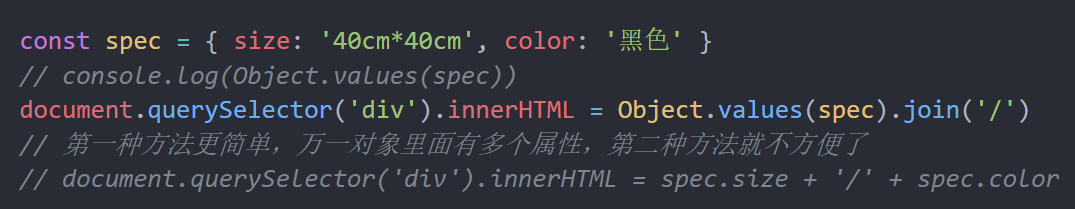 const spec = { size: '40cm*40cm', color: '黑色' }
// console.log(Object.values(spec))
document.querySelector('div').innerHTML = Object.values(spec).join('/')
// 第一种方法更简单，万一对象里面有多个属性，第二种方法就不方便了
// document.querySelector('div').innerHTML = spec.size + '/' + spec.color